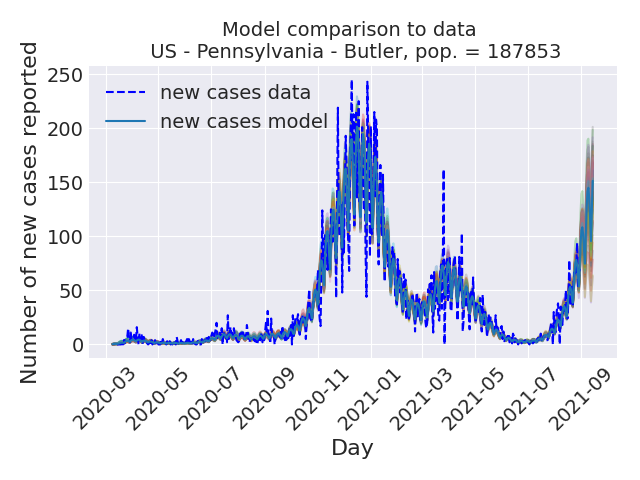 Model comparison to data
US - Pennsylvania - Butler, pop. = 187853
Number of new cases reported
250
200
150
100
50
0
new cases data
new cases model
2020-03
2020-05
2020-07
2020-09
2020-11
2021-01
2021-03
2021-05
2021-07
2021-09
Day